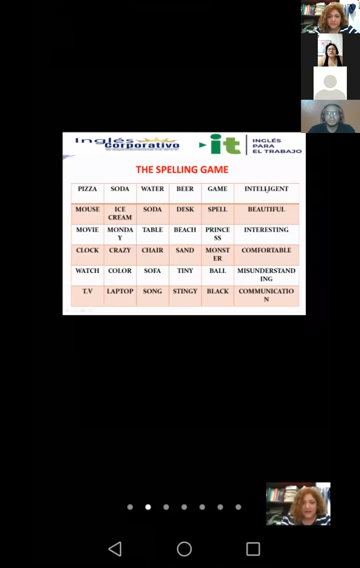 Inglés corporativo
it INGLÉS PARA EL TRABAJO
THE SPELLING GAME
PIZZA SODA WATER BEER GAME INTELLIGENT
MOUSE ICE CREAM SODA DESK SPELL BEAUTIFUL
MOVIE MONDAY TABLE BEACH PRINCESS INTERESTING
CLOCK CRAZY CHAIR SAND MONSTER COMFORTABLE
WATCH COLOR SOFA TINY BALL MISUNDERSTANDING
T.V LAPTOP SONG STINGY BLACK COMMUNICATION